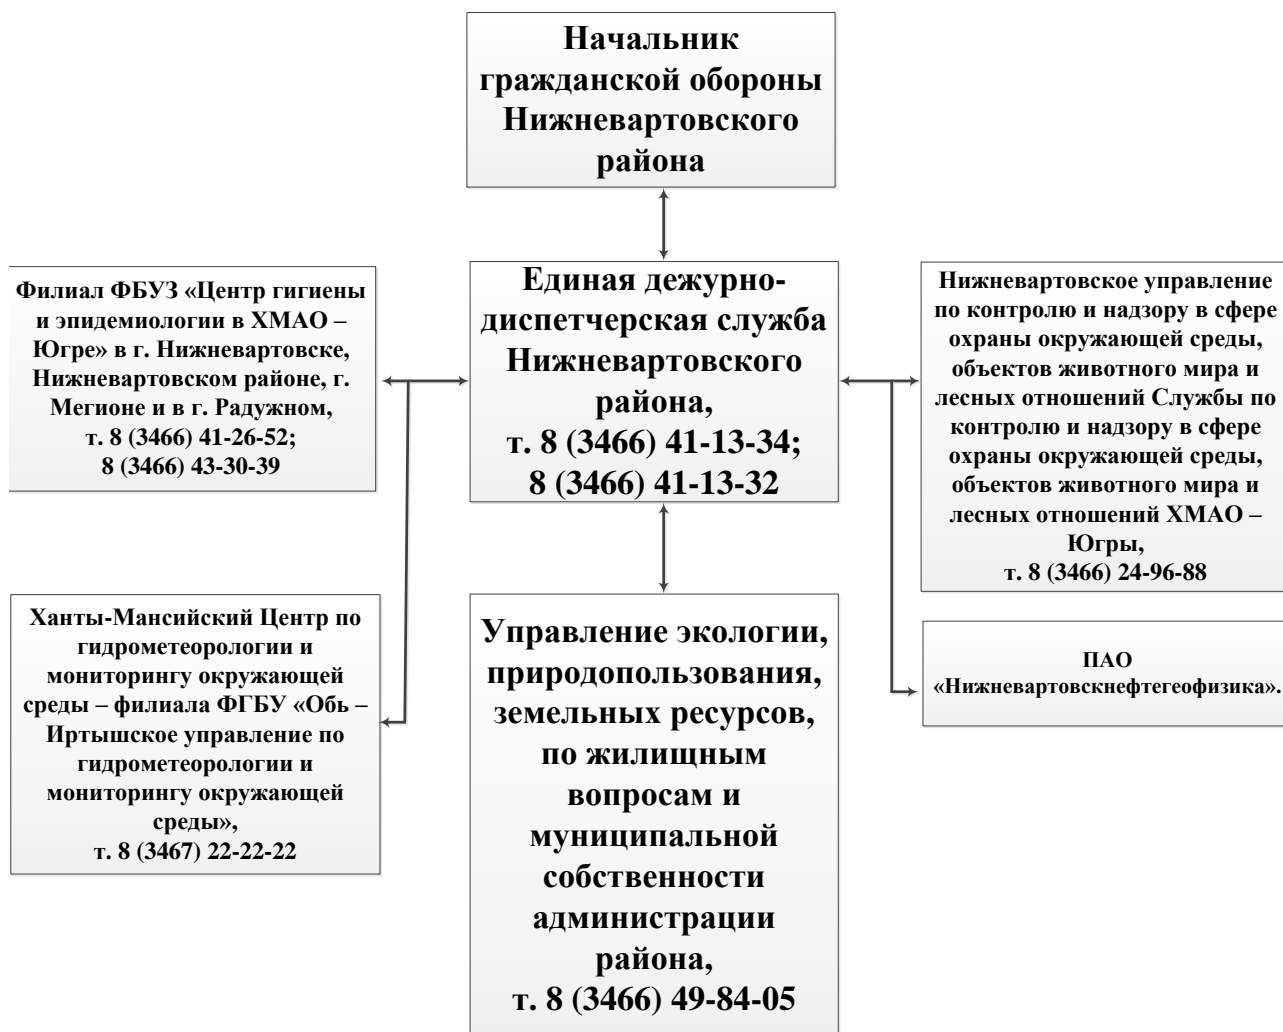 Начальник
гражданской обороны
Нижневартовского
района
Филиал ФБУЗ «Центр гигиены
и эпидемиологии в ХМАО –
Югре» в г. Нижневартовске,
Нижневартовском районе, г.
Мегионе и в г. Радужном,
т. 8 (3466) 41-26-52;
8 (3466) 43-30-39
Единая дежурно-
диспетчерская служба
Нижневартовского
района,
т. 8 (3466) 41-13-34;
8 (3466) 41-13-32
Нижневартовское управление
по контролю и надзору в сфере
охраны окружающей среды,
объектов животного мира и
лесных отношений Службы по
контролю и надзору в сфере
охраны окружающей среды,
объектов животного мира и
лесных отношений ХМАО –
Югры,
т. 8 (3466) 24-96-88
Ханты-Мансийский Центр по
гидрометеорологии и
мониторингу окружающей
среды – филиала ФГБУ «Обь –
Иртышское управление по
гидрометеорологии и
мониторингу окружающей
среды»,
т. 8 (3467) 22-22-22
Управление экологии,
природопользования,
земельных ресурсов,
по жилищным
вопросам и
муниципальной
собственности
администрации
района,
т. 8 (3466) 49-84-05
ПАО
«Нижневартовскнефтегеофизика».